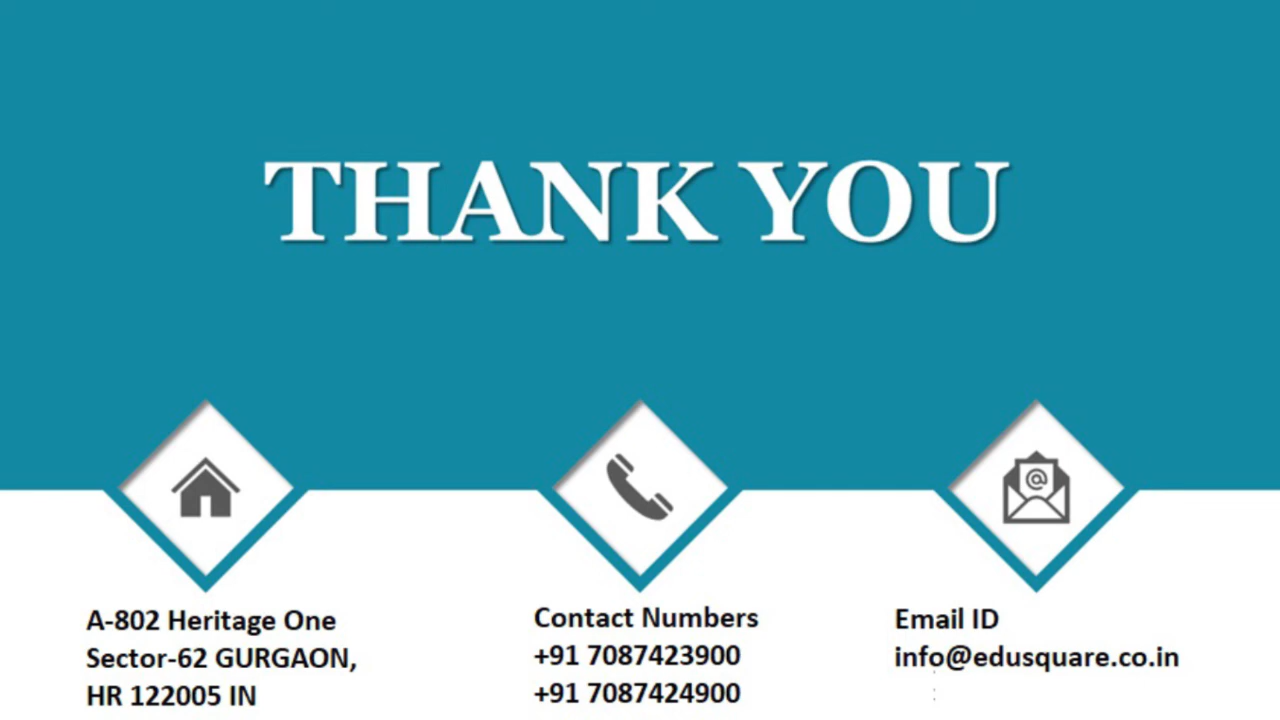 THANK YOU
A-802 Heritage One
Sector-62 GURGAON,
HR 122005 IN
Contact Numbers
+91 7087423900
+91 7087424900
Email ID
info@edusquare.co.in